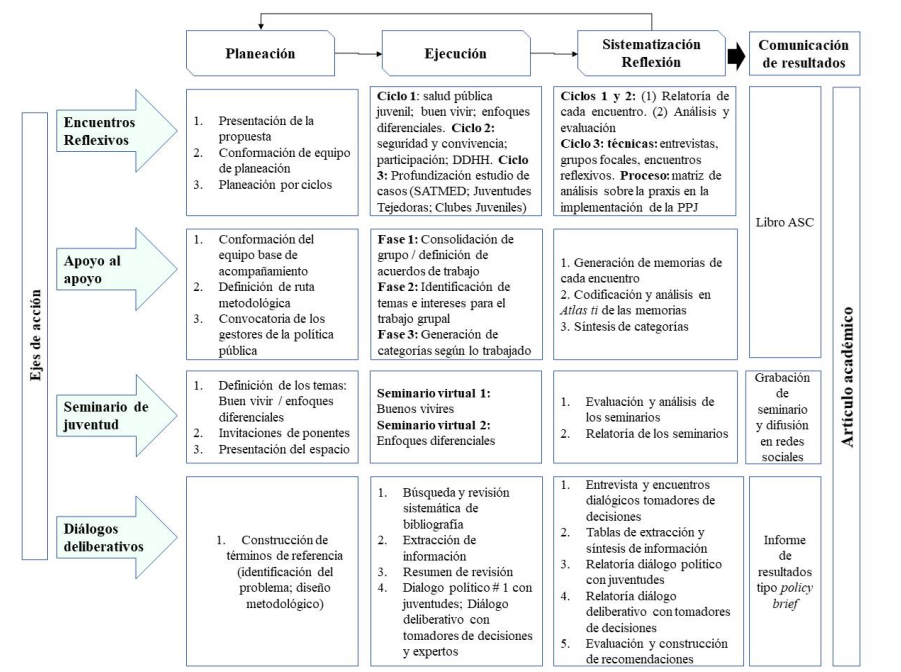 Planeación
Ejecución
Sistematización
Reflexión
Comunicación
de resultados
Ejes de acción
Encuentros
Reflexivos
1. Presentación de la
propuesta
2. Conformación de equipo
de planeación
3. Planeación por ciclos
Ciclo 1: salud pública
juvenil; buen vivir; enfoques
diferenciales. Ciclo 2:
seguridad y convivencia;
participación; DDHH. Ciclo
3: Profundización estudio de
casos (SATMED; Juventudes
Tejedoras; Clubes Juveniles)
Ciclos 1 y 2: (1) Relatoría de
cada encuentro. (2) Análisis y
evaluación
Ciclo 3: técnicas: entrevistas,
grupos focales, encuentros
reflexivos. Proceso: matriz de
análisis sobre la praxis en la
implementación de la PPJ
Libro ASC
Apoyo al
apoyo
1. Conformación del
equipo base de
acompañamiento
2. Definición de ruta
metodológica
3. Convocatoria de los
gestores de la política
pública
Fase 1: Consolidación de
grupo / definición de
acuerdos de trabajo
Fase 2: Identificación de
temas e intereses para el
trabajo grupal
Fase 3: Generación de
categorías según lo trabajado
1. Generación de memorias de
cada encuentro
2. Codificación y análisis en
Atlas ti de las memorias
3. Síntesis de categorías
Seminario de
juventud
1. Definición de los temas:
Buen vivir / enfoques
diferenciales
2. Invitaciones de ponentes
3. Presentación del espacio
Seminario virtual 1:
Buenos vivires
Seminario virtual 2:
Enfoques diferenciales
1. Evaluación y análisis de
los seminarios
2. Relatoría de los seminarios
Grabación
de
seminario
y difusión
en redes
sociales
Diálogos
deliberativos
1. Construcción de
términos de referencia
(identificación del
problema; diseño
metodológico)
1. Búsqueda y revisión
sistemática de
bibliografía
2. Extracción de
información
3. Resumen de revisión
4. Dialogo político # 1 con
juventudes; Diálogo
deliberativo con
tomadores de decisiones
y expertos
1. Entrevista y encuentros
dialógicos tomadores de
decisiones
2. Tablas de extracción y
síntesis de información
3. Relatoría diálogo político
con juventudes
4. Relatoría diálogo
deliberativo con tomadores
de decisiones
5. Evaluación y construcción
de recomendaciones
Informe
de
resultados
tipo policy
brief
Artículo académico